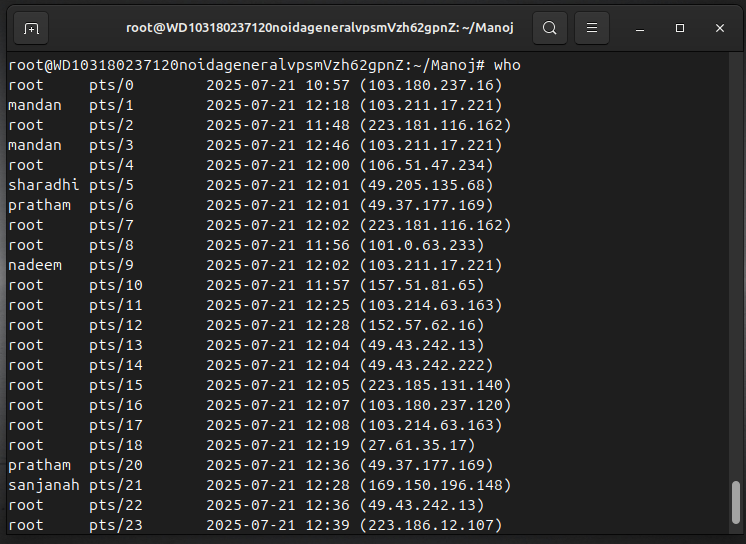 root@WD103180237120noidageneralvpsmVzh62gpnZ: ~/Manoj
root@WD103180237120noidageneralvpsmVzh62gpnZ:~/Manoj# who
root     pts/0        2025-07-21 10:57 (103.180.237.16)
mandan   pts/1        2025-07-21 12:18 (103.211.17.221)
root     pts/2        2025-07-21 11:48 (223.181.116.162)
mandan   pts/3        2025-07-21 12:46 (103.211.17.221)
root     pts/4        2025-07-21 12:00 (106.51.47.234)
sharadhi pts/5        2025-07-21 12:01 (49.205.135.68)
pratham  pts/6        2025-07-21 12:01 (49.37.177.169)
root     pts/7        2025-07-21 12:02 (223.181.116.162)
root     pts/8        2025-07-21 11:56 (101.0.63.233)
nadeem   pts/9        2025-07-21 12:02 (103.211.17.221)
root     pts/10       2025-07-21 11:57 (157.51.81.65)
root     pts/11       2025-07-21 12:25 (103.214.63.163)
root     pts/12       2025-07-21 12:28 (152.57.62.16)
root     pts/13       2025-07-21 12:04 (49.43.242.13)
root     pts/14       2025-07-21 12:04 (49.43.242.222)
root     pts/15       2025-07-21 12:05 (223.185.131.140)
root     pts/16       2025-07-21 12:07 (103.180.237.120)
root     pts/17       2025-07-21 12:08 (103.214.63.163)
root     pts/18       2025-07-21 12:19 (27.61.35.17)
pratham  pts/20       2025-07-21 12:36 (49.37.177.169)
sanjanah pts/21       2025-07-21 12:28 (169.150.196.148)
root     pts/22       2025-07-21 12:36 (49.43.242.13)
root     pts/23       2025-07-21 12:39 (223.186.12.107)